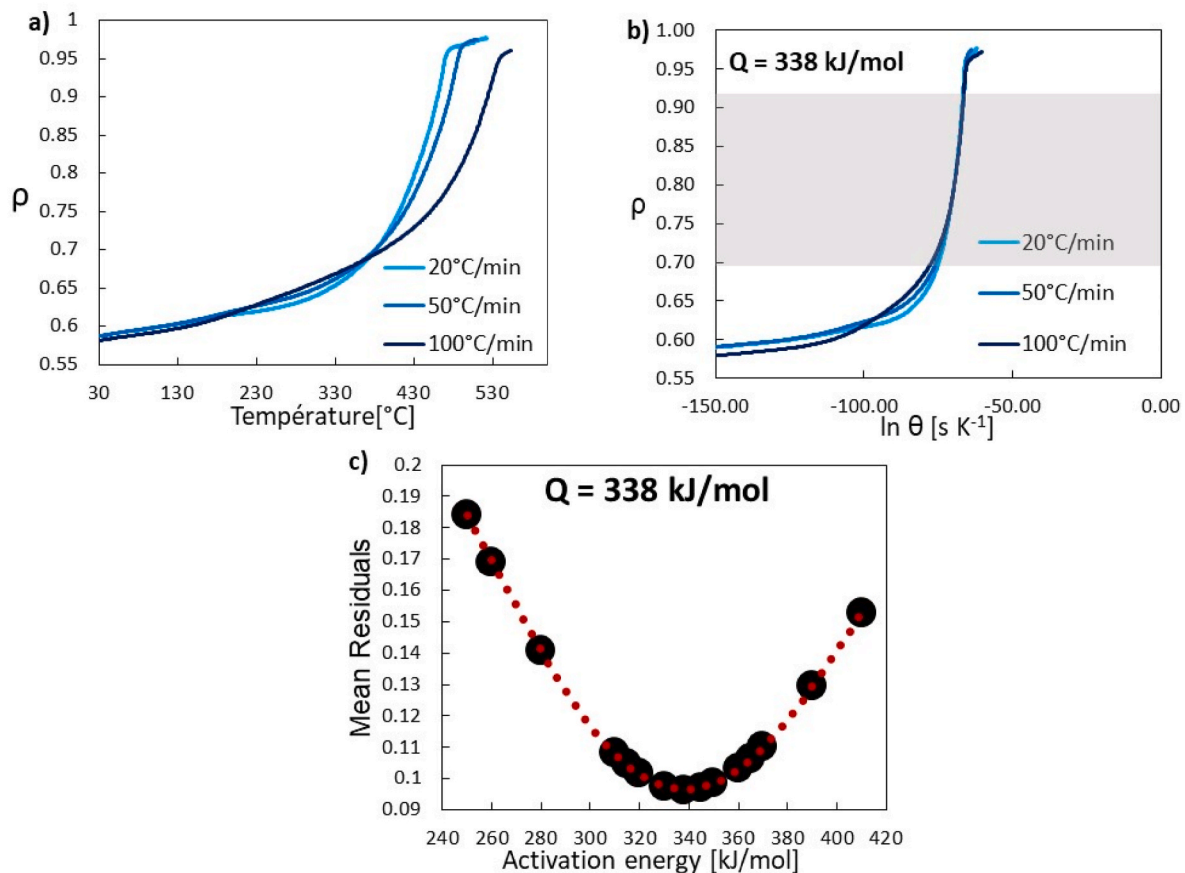 a)
1
0.95
0.9
0.85
0.8
0.75
0.7
0.65
0.6
0.55
ρ
20°C/min
50°C/min
100°C/min
30 130 230 330 430 530
Température[°C]
b)
Q = 338 kJ/mol
1.00
0.95
0.90
0.85
0.80
0.75
0.70
0.65
0.60
0.55
ρ
20°C/min
50°C/min
100°C/min
-150.00 -100.00 -50.00 0.00
ln θ [s K⁻¹]
c)
Q = 338 kJ/mol
0.2
0.19
0.18
0.17
0.16
0.15
0.14
0.13
0.12
0.11
0.1
0.09
Mean Residuals
240 260 280 300 320 340 360 380 400 420
Activation energy [kJ/mol]